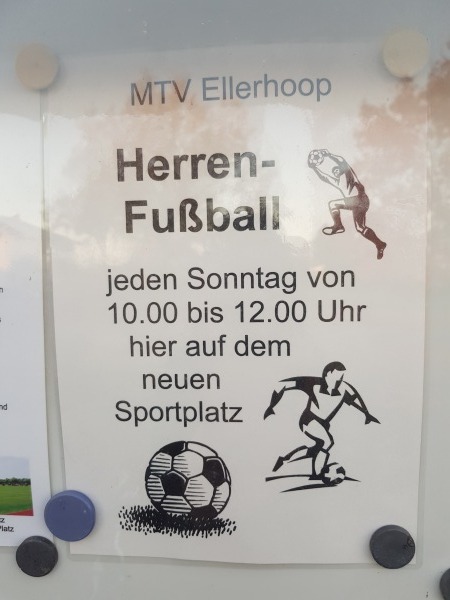 MTV Ellerhoop
Herren-
Fußball
jeden Sonntag von
10.00 bis 12.00 Uhr
hier auf dem
neuen
Sportplatz